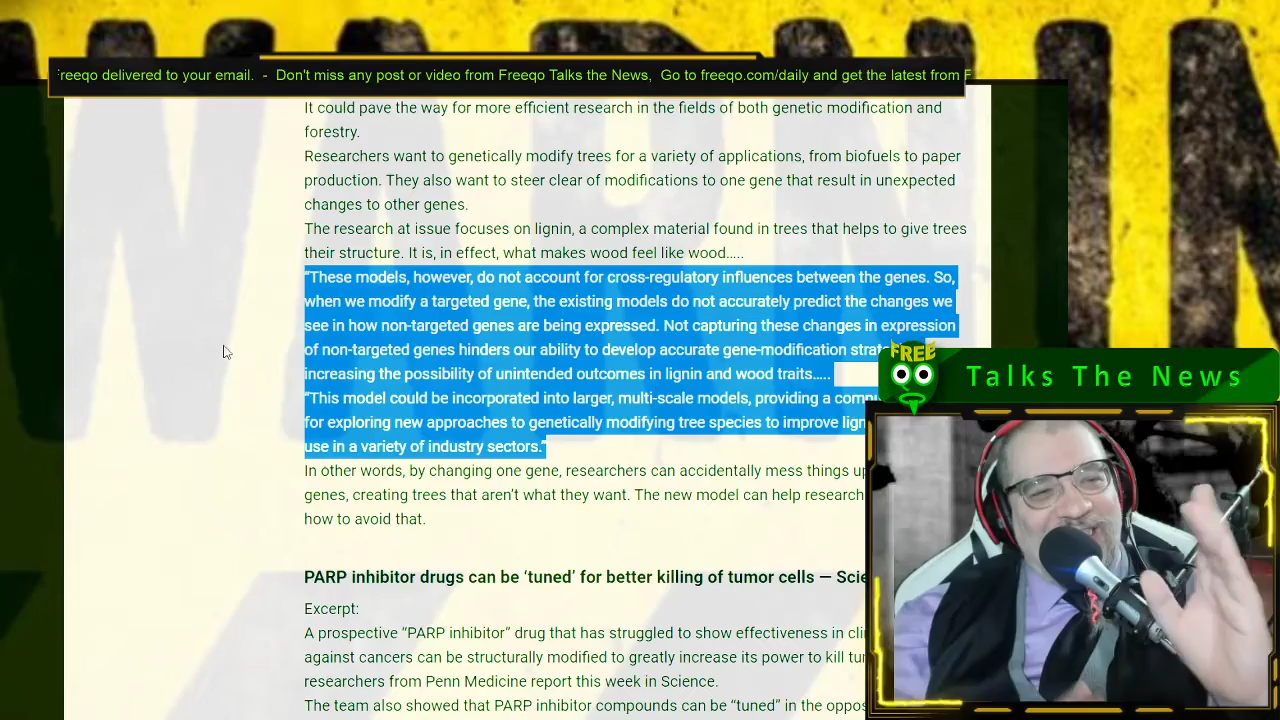 reeqo delivered to your email.  -  Don't miss any post or video from Freeqo Talks the News,  Go to freeqo.com/daily and get the latest from F
It could pave the way for more efficient research in the fields of both genetic modification and
forestry.
Researchers want to genetically modify trees for a variety of applications, from biofuels to paper
production. They also want to steer clear of modifications to one gene that result in unexpected
changes to other genes.
The research at issue focuses on lignin, a complex material found in trees that helps to give trees
their structure. It is, in effect, what makes wood feel like wood…..
“These models, however, do not account for cross-regulatory influences between the genes. So,
when we modify a targeted gene, the existing models do not accurately predict the changes we
see in how non-targeted genes are being expressed. Not capturing these changes in expression
of non-targeted genes hinders our ability to develop accurate gene-modification strate
increasing the possibility of unintended outcomes in lignin and wood traits…..
“This model could be incorporated into larger, multi-scale models, providing a comp
for exploring new approaches to genetically modifying tree species to improve lign
use in a variety of industry sectors.”
In other words, by changing one gene, researchers can accidentally mess things up
genes, creating trees that aren’t what they want. The new model can help research
how to avoid that.
PARP inhibitor drugs can be ‘tuned’ for better killing of tumor cells — Scie
Excerpt:
A prospective “PARP inhibitor” drug that has struggled to show effectiveness in cli
against cancers can be structurally modified to greatly increase its power to kill tu
researchers from Penn Medicine report this week in Science.
The team also showed that PARP inhibitor compounds can be “tuned” in the oppos
FREE
Talks The News